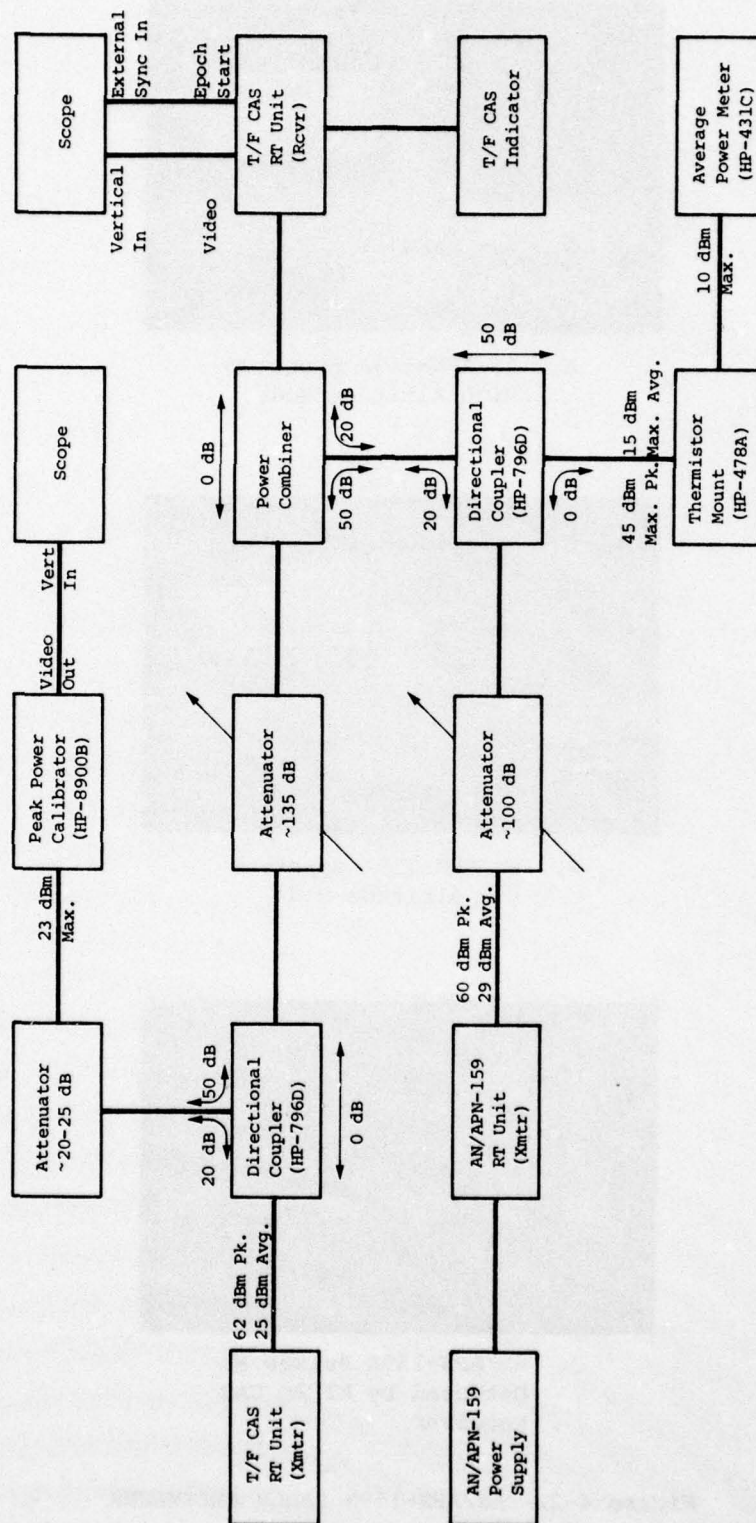 Scope
External
Sync In
Vertical
In
Epoch
Start
Video
T/F CAS
RT Unit
(Rcvr)
T/F CAS
Indicator
Average
Power Meter
(HP-431C)
10 dBm
Max.
Scope
Vert
In
Video
Out
Peak Power
Calibrator
(HP-8900B)
23 dBm
Max.
Attenuator
~20-25 dB
0 dB
Power
Combiner
20 dB
50 dB
20 dB
50
dB
Directional
Coupler
(HP-796D)
0 dB
45 dBm 15 dBm
Max. Pk. Max. Avg.
Thermistor
Mount
(HP-478A)
Attenuator
~135 dB
Attenuator
~100 dB
60 dBm Pk.
29 dBm Avg.
50 dB
20 dB
Directional
Coupler
(HP-796D)
0 dB
62 dBm Pk.
25 dBm Avg.
T/F CAS
RT Unit
(Xmtr)
AN/APN-159
RT Unit
(Xmtr)
AN/APN-159
Power
Supply